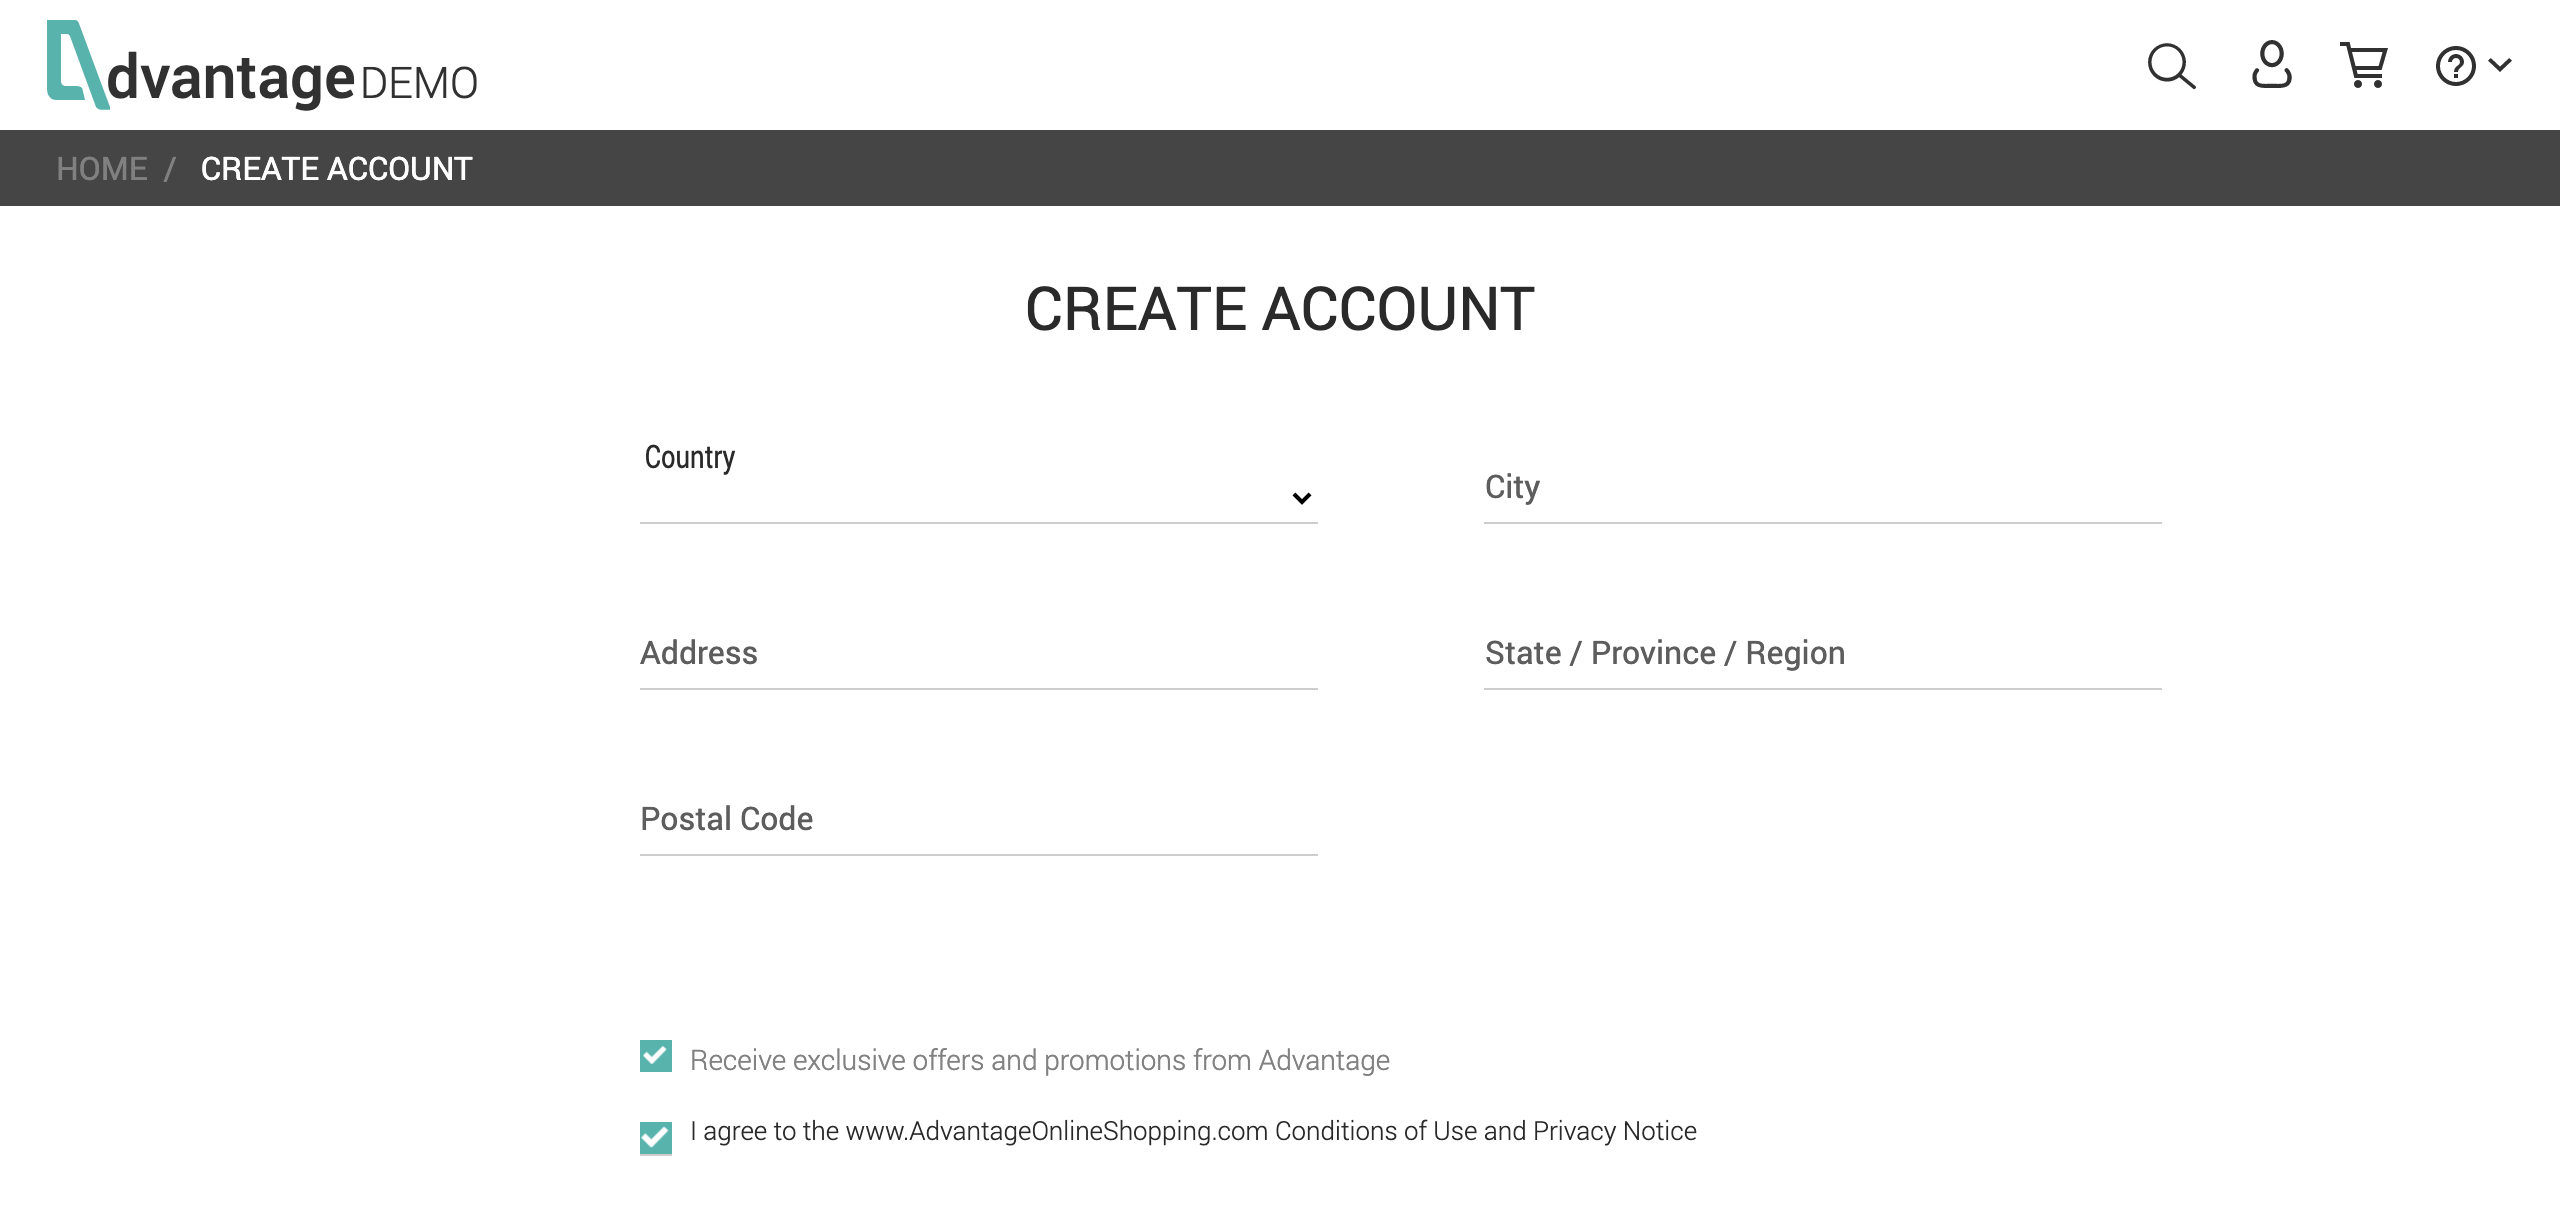 dvantage DEMO
HOME / CREATE ACCOUNT
CREATE ACCOUNT
Country
City
Address
State / Province / Region
Postal Code
Receive exclusive offers and promotions from Advantage
I agree to the www.AdvantageOnlineShopping.com Conditions of Use and Privacy Notice